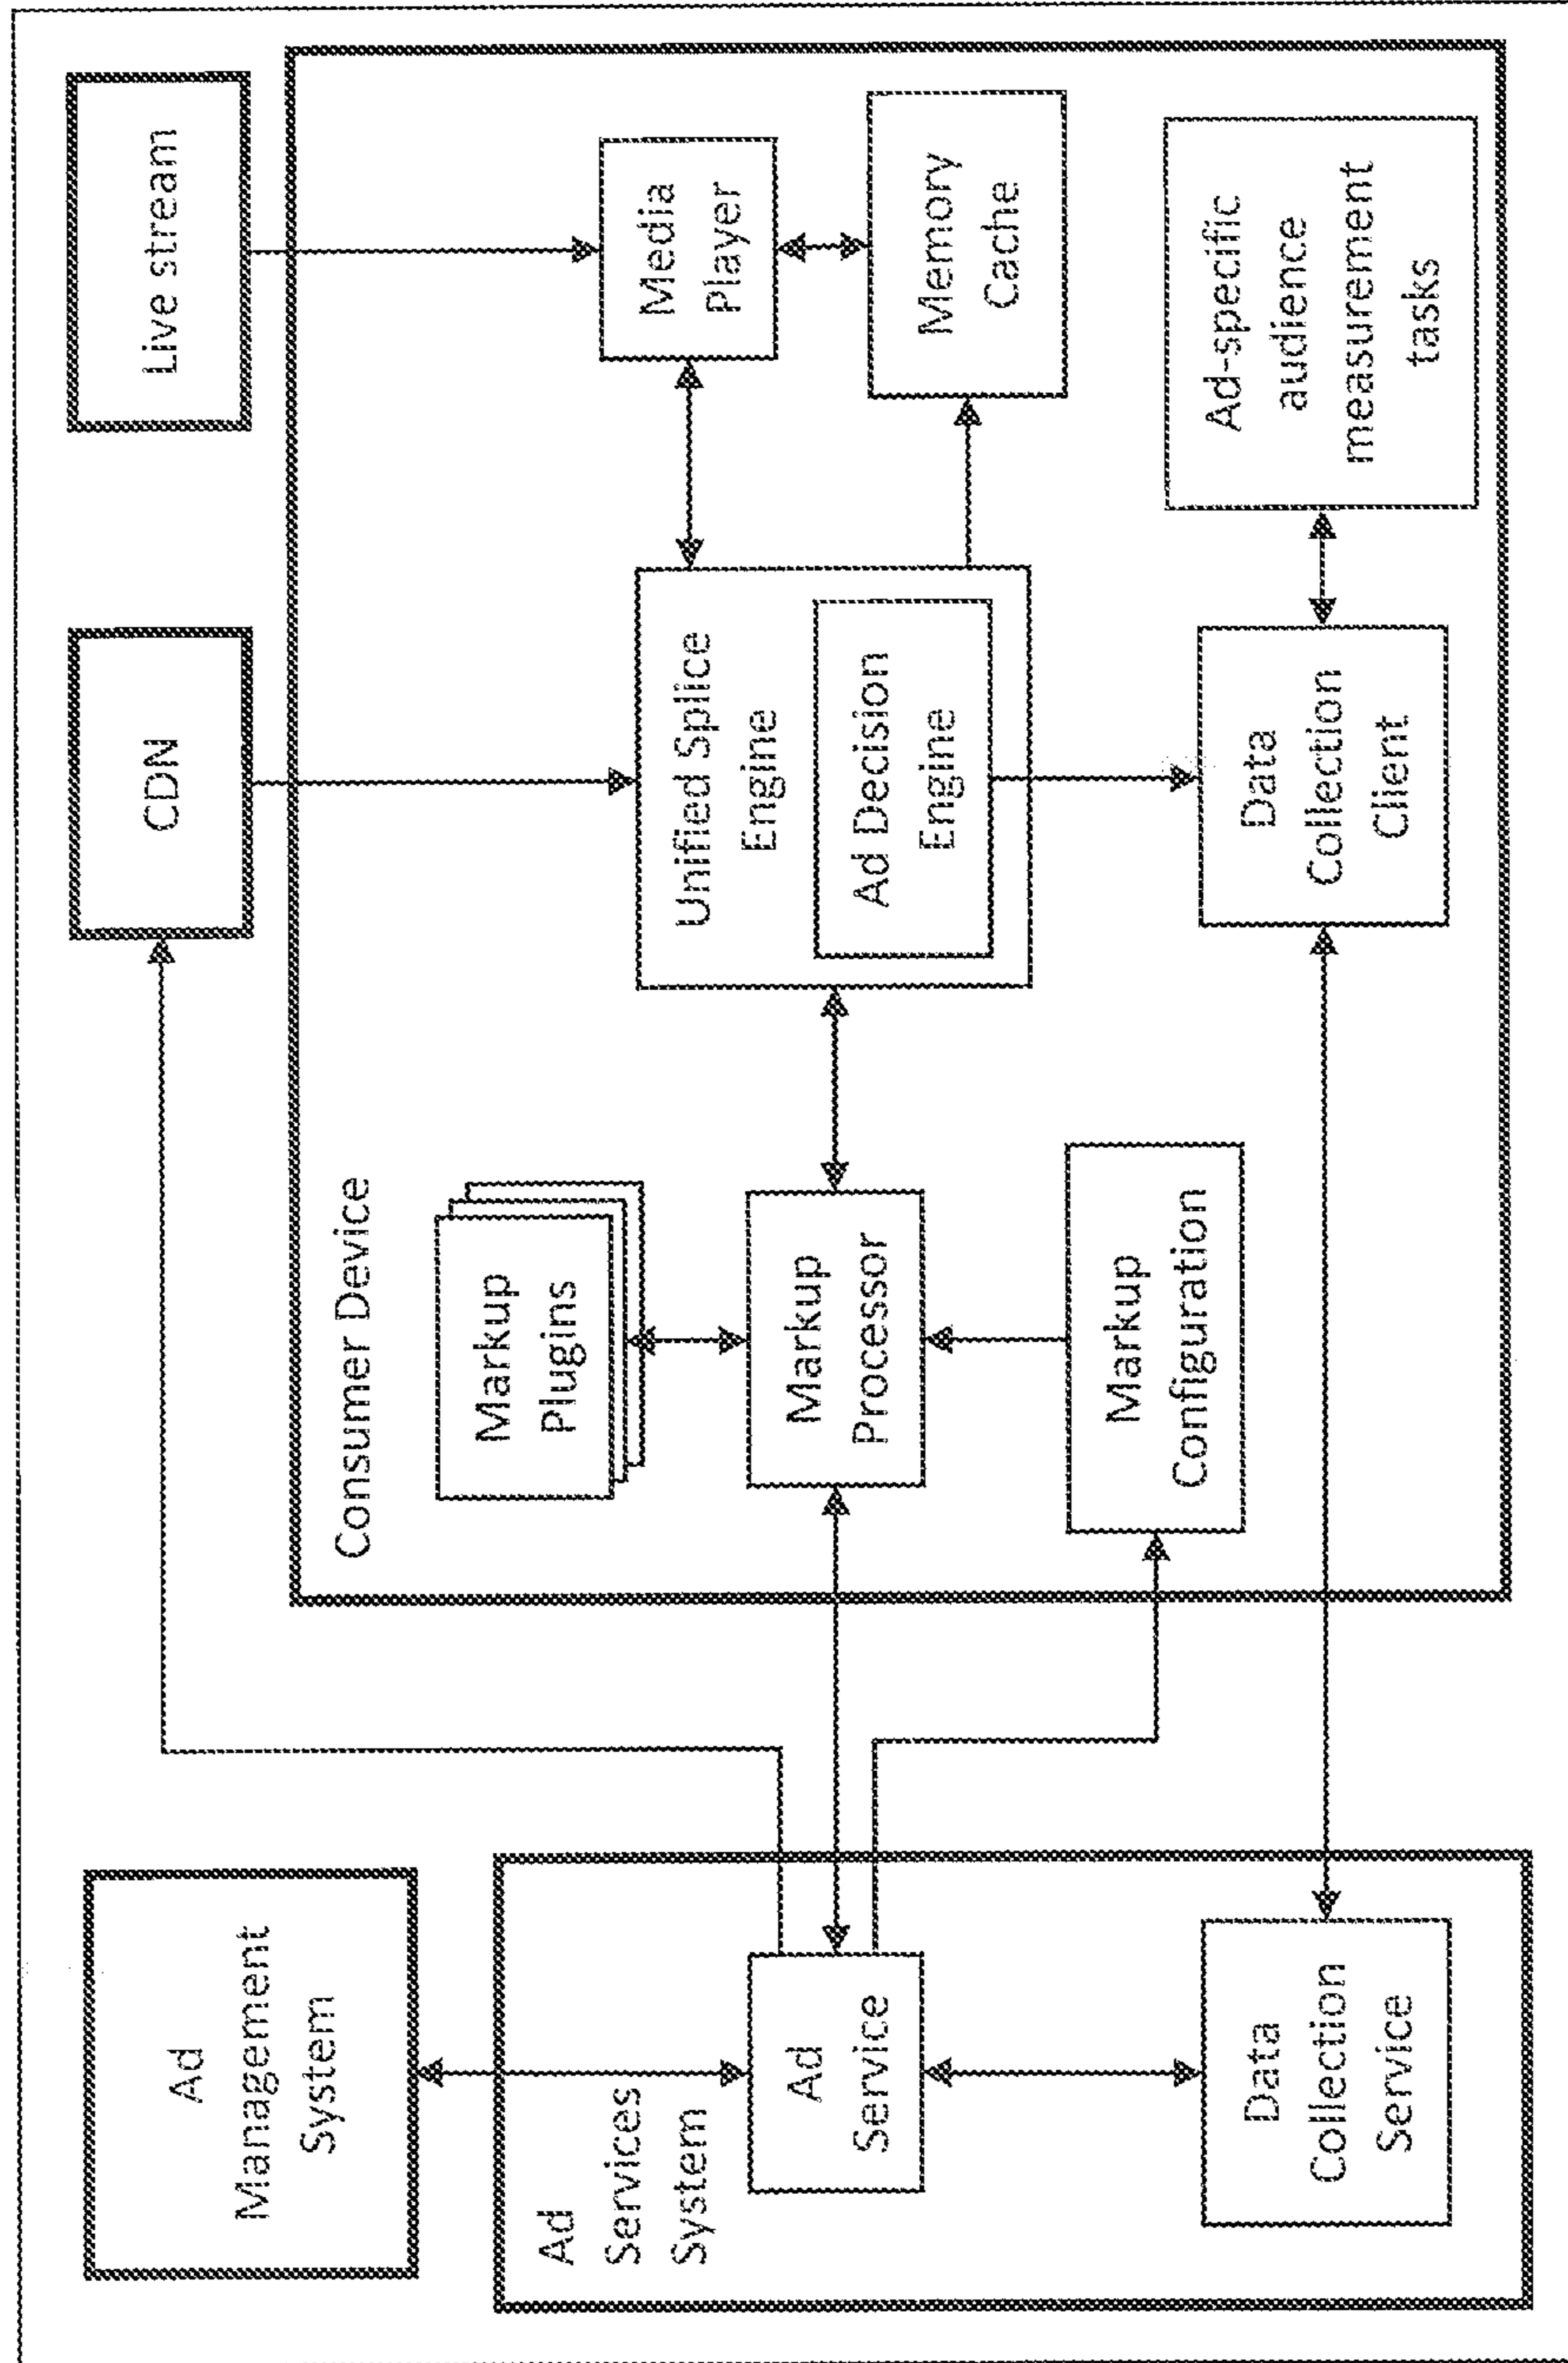 Ad
Management
System
CDN
Live stream
Consumer Device
Ad
Services
System
Markup
Plugins
Unified Splice
Engine
Media
Player
Ad
Service
Markup
Processor
Ad Decision
Engine
Memory
Cache
Markup
Configuration
Data
Collection
Service
Data
Collection
Client
Ad-specific
audience
measurement
tasks